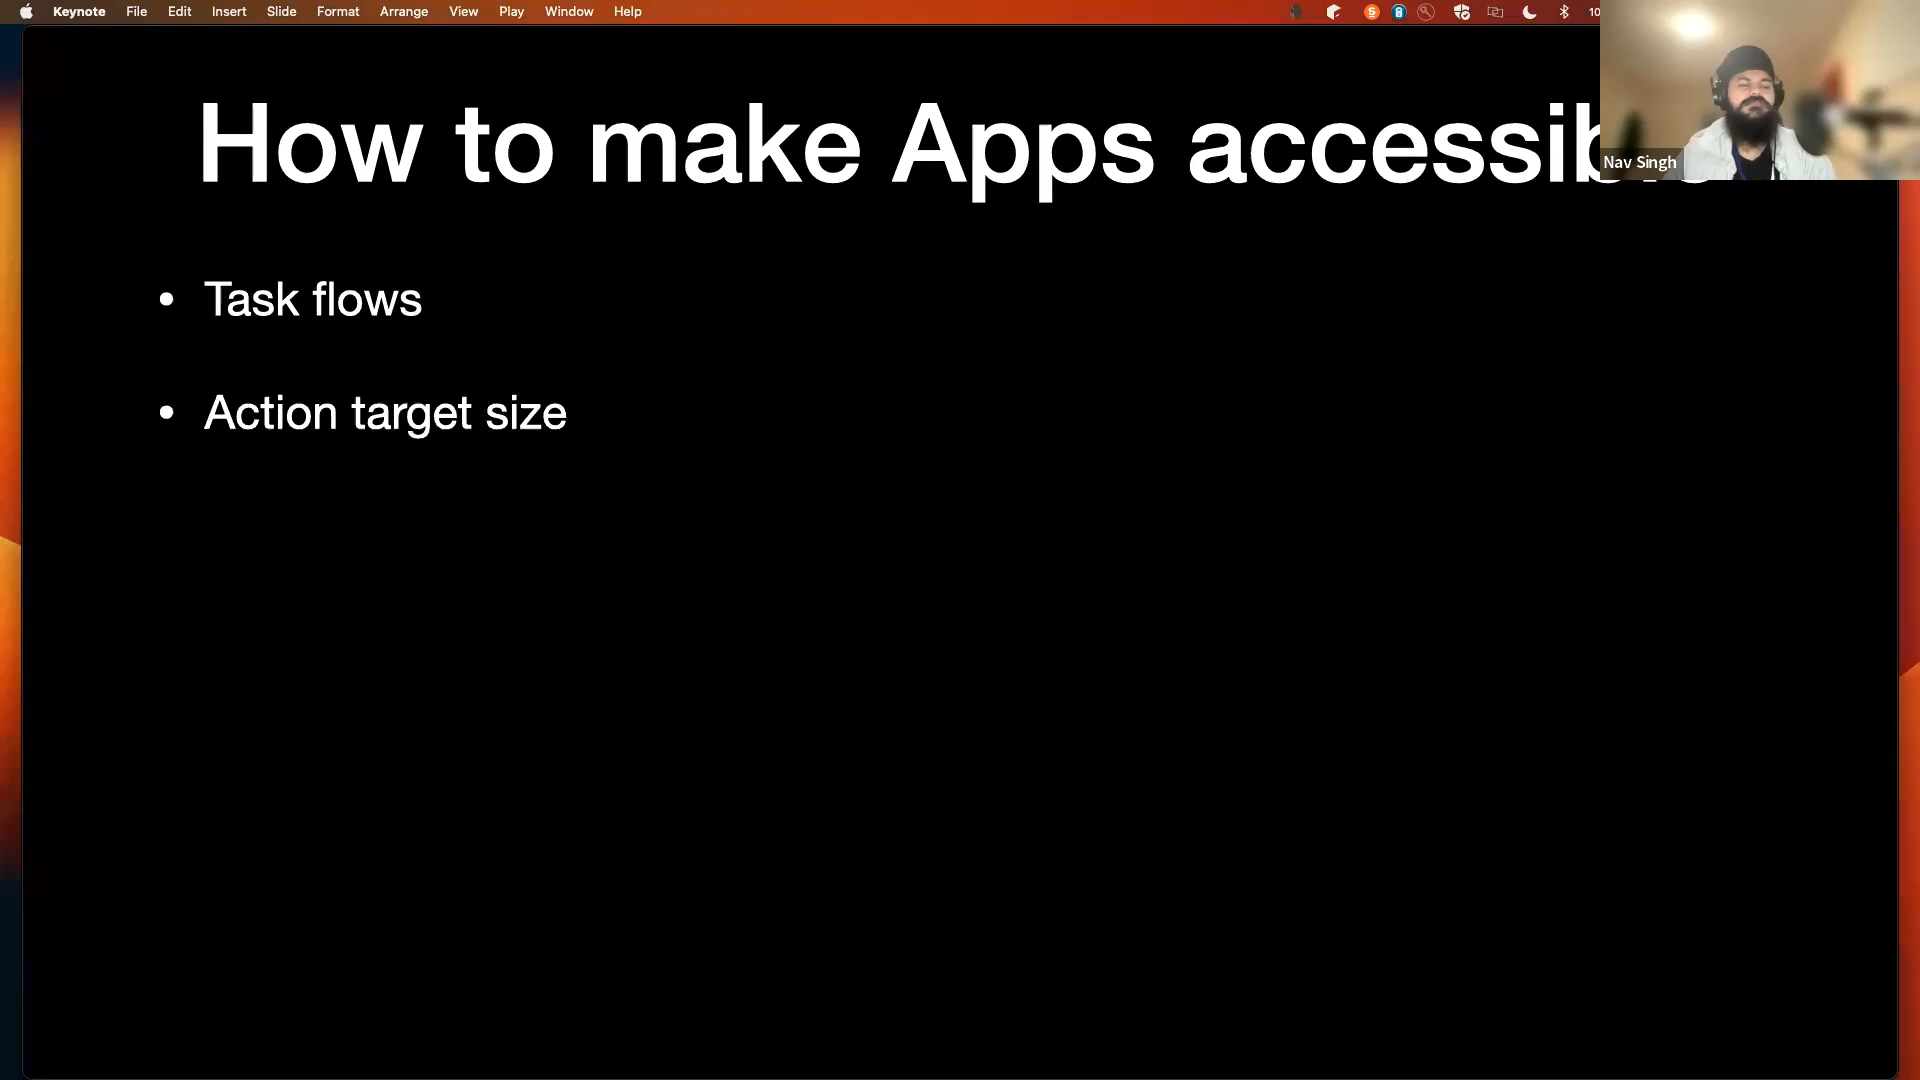 Keynote File Edit Insert Slide Format Arrange View Play Window Help 10
How to make Apps
Nav Singh
• Task flows
• Action target size